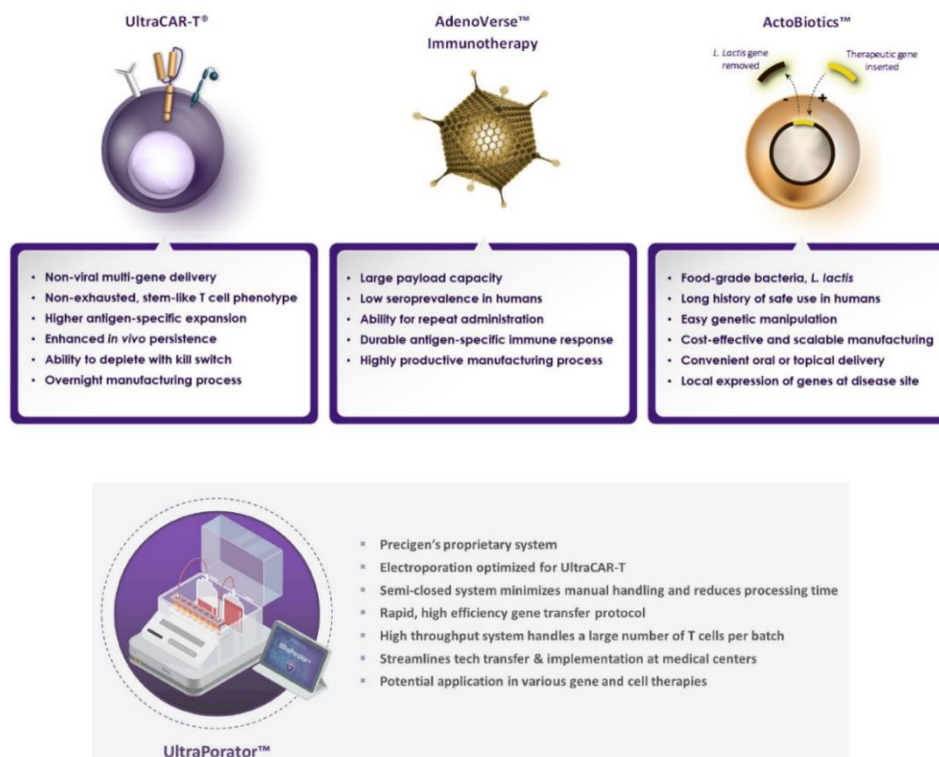 UltraCAR-T®
AdenoVerse™
Immunotherapy
ActoBiotics™
L. Lactis gene
removed
Therapeutic gene
inserted
- +
• Non-viral multi-gene delivery
• Non-exhausted, stem-like T cell phenotype
• Higher antigen-specific expansion
• Enhanced in vivo persistence
• Ability to deplete with kill switch
• Overnight manufacturing process
• Large payload capacity
• Low seroprevalence in humans
• Ability for repeat administration
• Durable antigen-specific immune response
• Highly productive manufacturing process
• Food-grade bacteria, L. lactis
• Long history of safe use in humans
• Easy genetic manipulation
• Cost-effective and scalable manufacturing
• Convenient oral or topical delivery
• Local expression of genes at disease site
▪ Precigen's proprietary system
▪ Electroporation optimized for UltraCAR-T
▪ Semi-closed system minimizes manual handling and reduces processing time
▪ Rapid, high efficiency gene transfer protocol
▪ High throughput system handles a large number of T cells per batch
▪ Streamlines tech transfer & implementation at medical centers
▪ Potential application in various gene and cell therapies
UltraPorator™
UltraPorator™